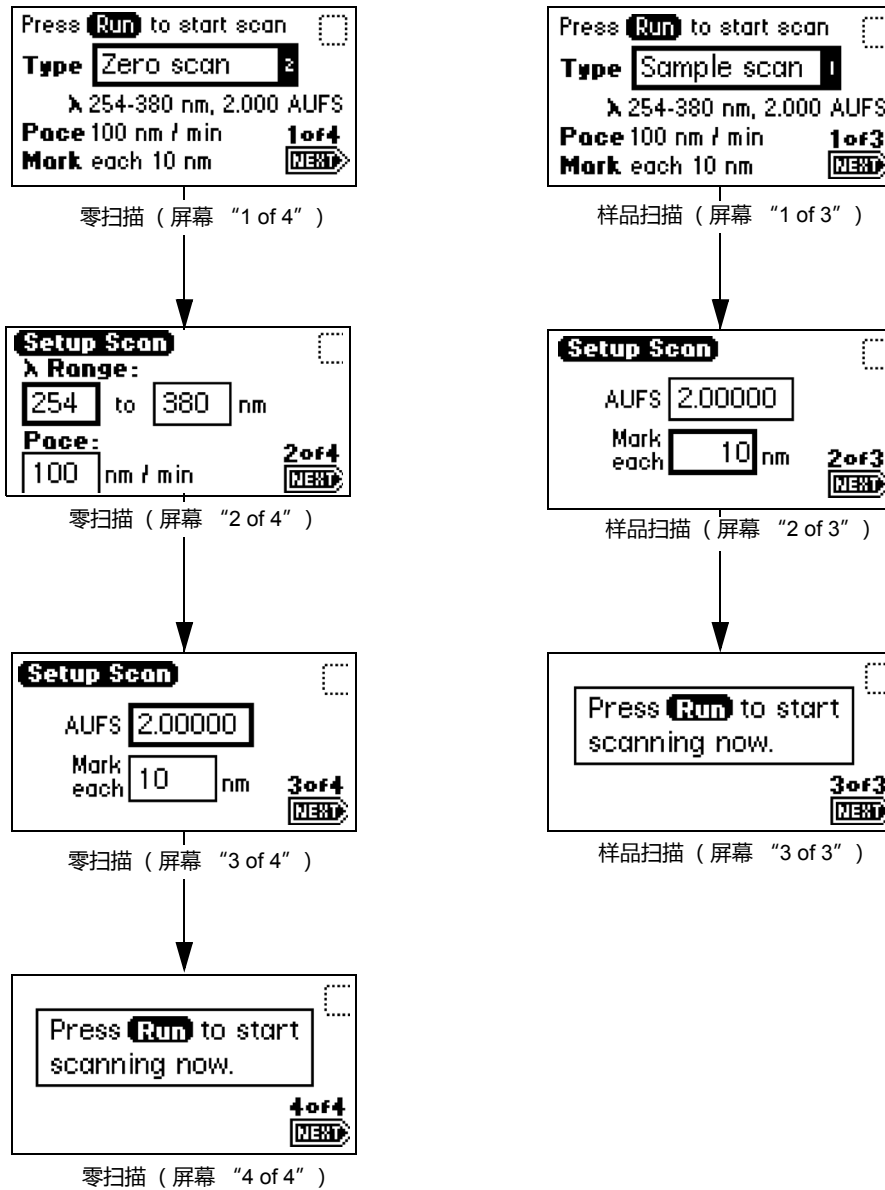 Press Run to start scan
Type Zero scan 2
λ 254-380 nm, 2.000 AUFS
Pace 100 nm / min 1of4
Mark each 10 nm NEXT
零扫描（屏幕 “1 of 4”）
Setup Scan
λ Range:
254 to 380 nm
Pace:
100 nm / min 2of4
NEXT
零扫描（屏幕 “2 of 4”）
Setup Scan
AUFS 2.00000
Mark each 10 nm 3of4
NEXT
零扫描（屏幕 “3 of 4”）
Press Run to start
scanning now.
4of4
NEXT
零扫描（屏幕 “4 of 4”）
Press Run to start scan
Type Sample scan 1
λ 254-380 nm, 2.000 AUFS
Pace 100 nm / min 1of3
Mark each 10 nm NEXT
样品扫描（屏幕 “1 of 3”）
Setup Scan
AUFS 2.00000
Mark each 10 nm 2of3
NEXT
样品扫描（屏幕 “2 of 3”）
Press Run to start
scanning now.
3of3
NEXT
样品扫描（屏幕 “3 of 3”）